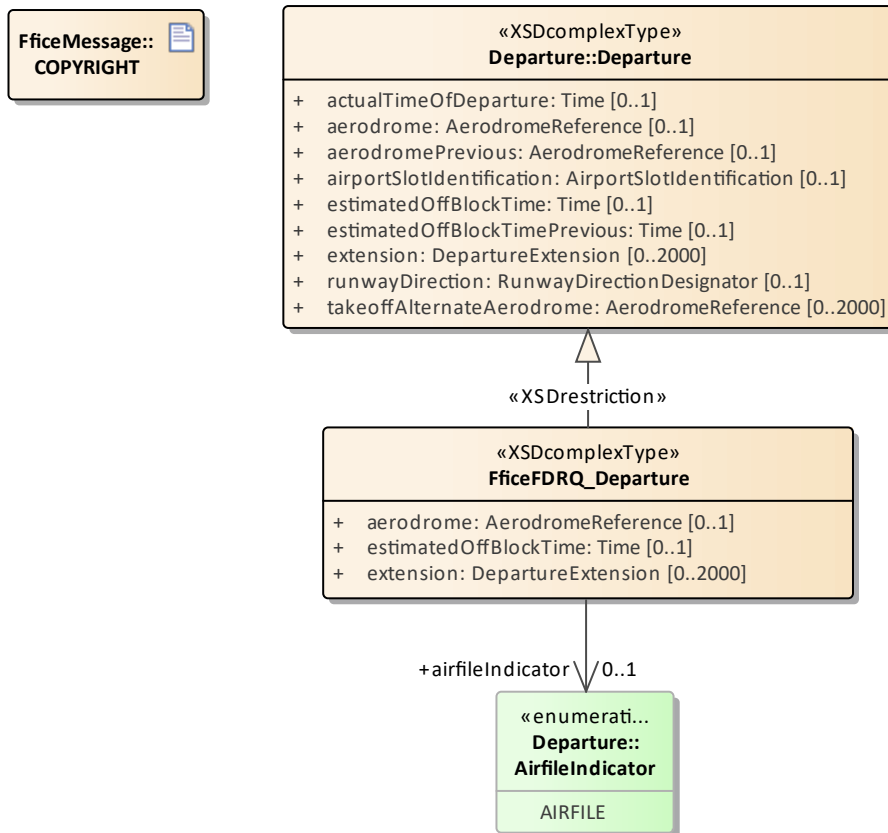 FficeMessage::
COPYRIGHT
«XSDcomplexType»
Departure::Departure
+ actualTimeOfDeparture: Time [0..1]
+ aerodrome: AerodromeReference [0..1]
+ aerodromePrevious: AerodromeReference [0..1]
+ airportSlotIdentification: AirportSlotIdentification [0..1]
+ estimatedOffBlockTime: Time [0..1]
+ estimatedOffBlockTimePrevious: Time [0..1]
+ extension: DepartureExtension [0..2000]
+ runwayDirection: RunwayDirectionDesignator [0..1]
+ takeoffAlternateAerodrome: AerodromeReference [0..2000]
«XSDrestriction»
«XSDcomplexType»
FficeFDRQ_Departure
+ aerodrome: AerodromeReference [0..1]
+ estimatedOffBlockTime: Time [0..1]
+ extension: DepartureExtension [0..2000]
+airfileIndicator 0..1
«enumerati...
Departure::
AirfileIndicator
AIRFILE